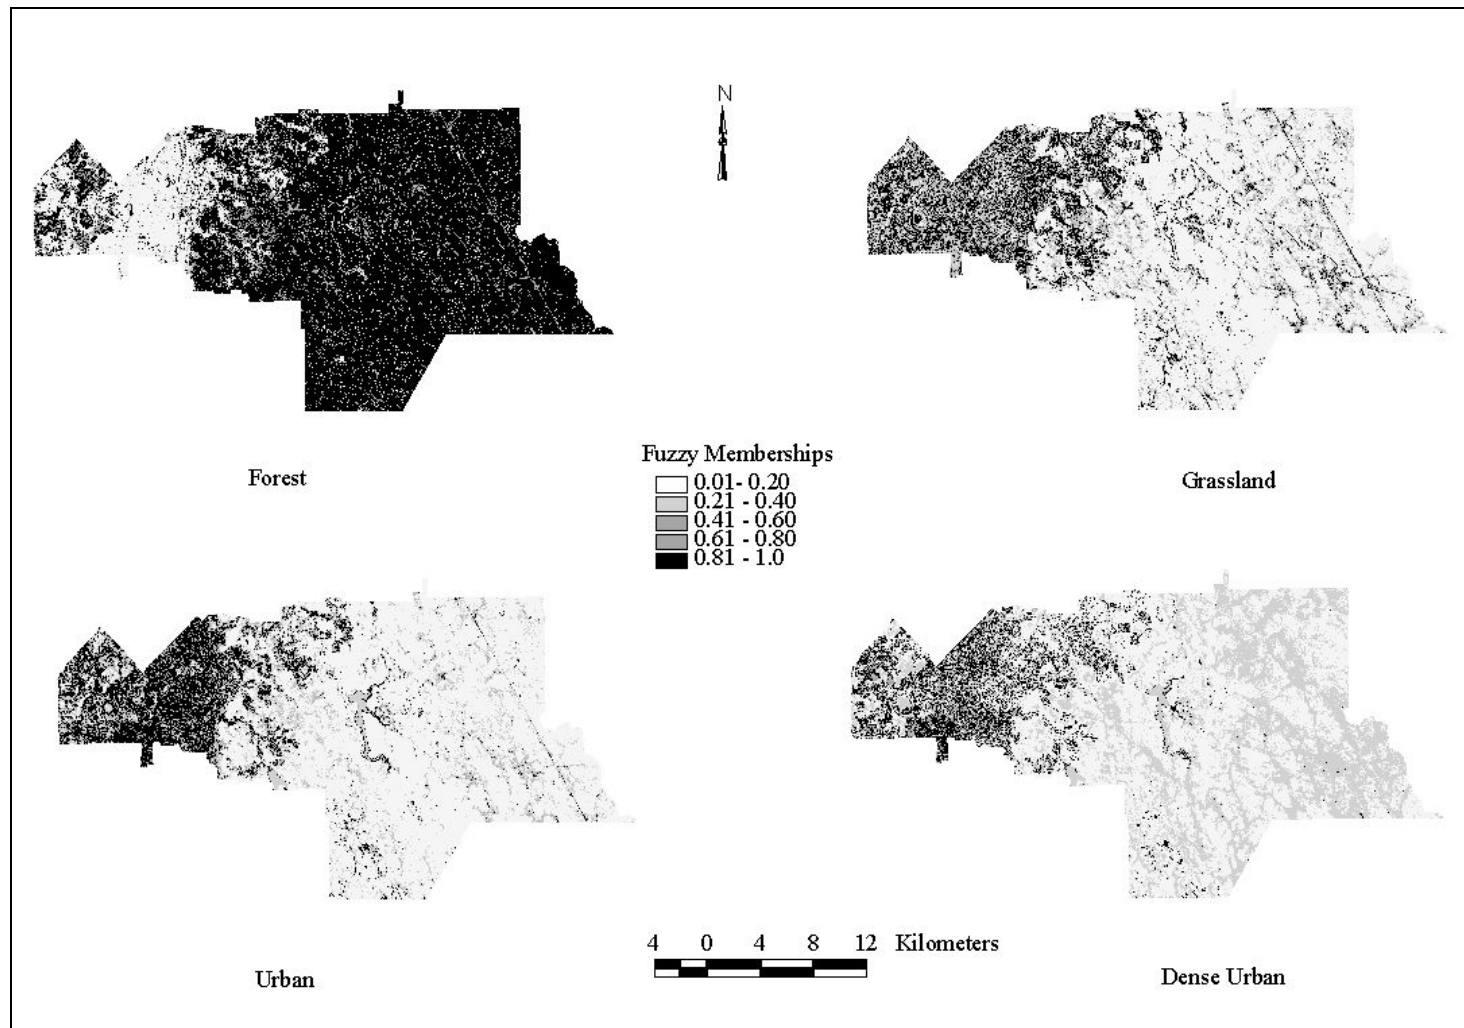 N
Forest
Grassland
Fuzzy Memberships
0.01- 0.20
0.21 - 0.40
0.41 - 0.60
0.61 - 0.80
0.81 - 1.0
Urban
Dense Urban
4 0 4 8 12 Kilometers